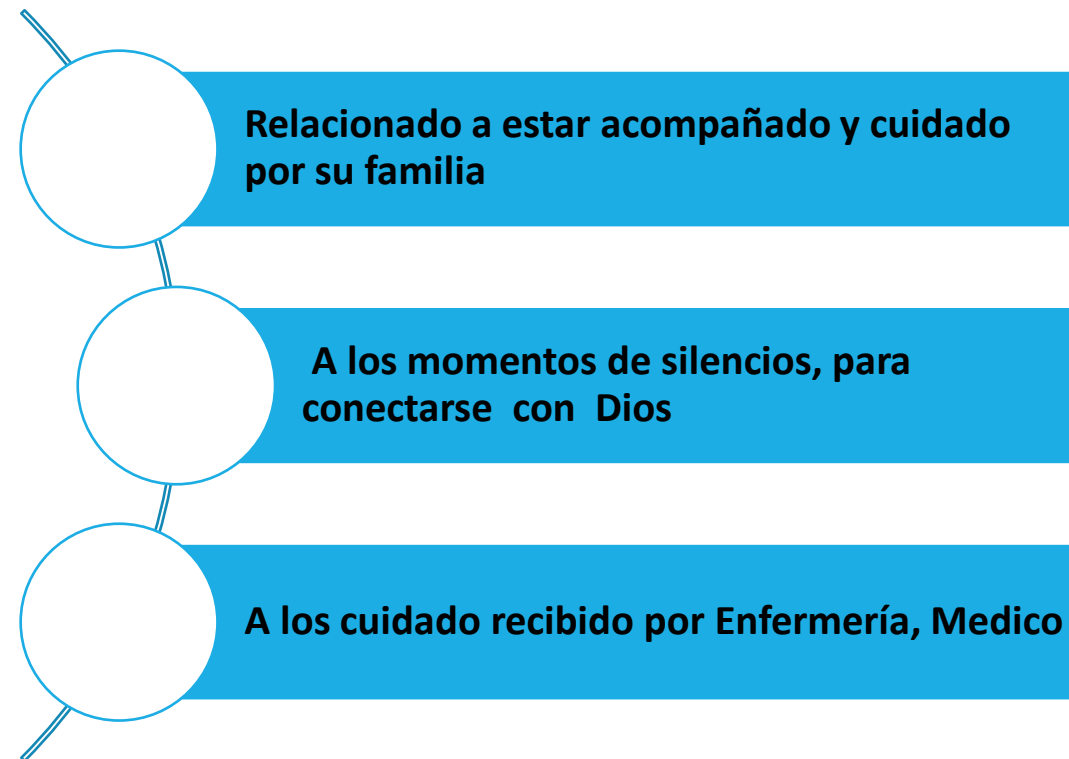 Relacionado a estar acompañado y cuidado
por su familia
A los momentos de silencios, para
conectarse con Dios
A los cuidado recibido por Enfermería, Medico